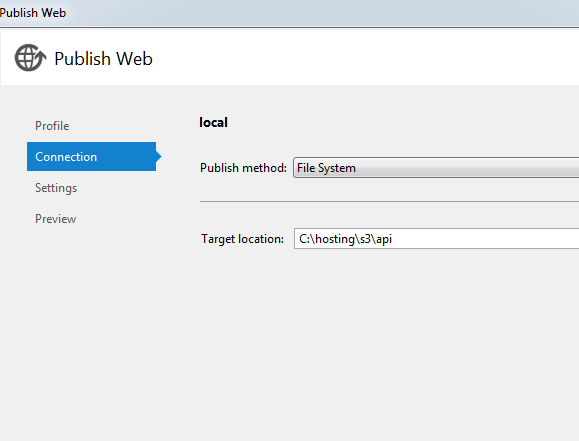 Publish Web
Publish Web
Profile
local
Connection
Publish method: File System
Settings
Preview
Target location: C:\hosting\s3\api